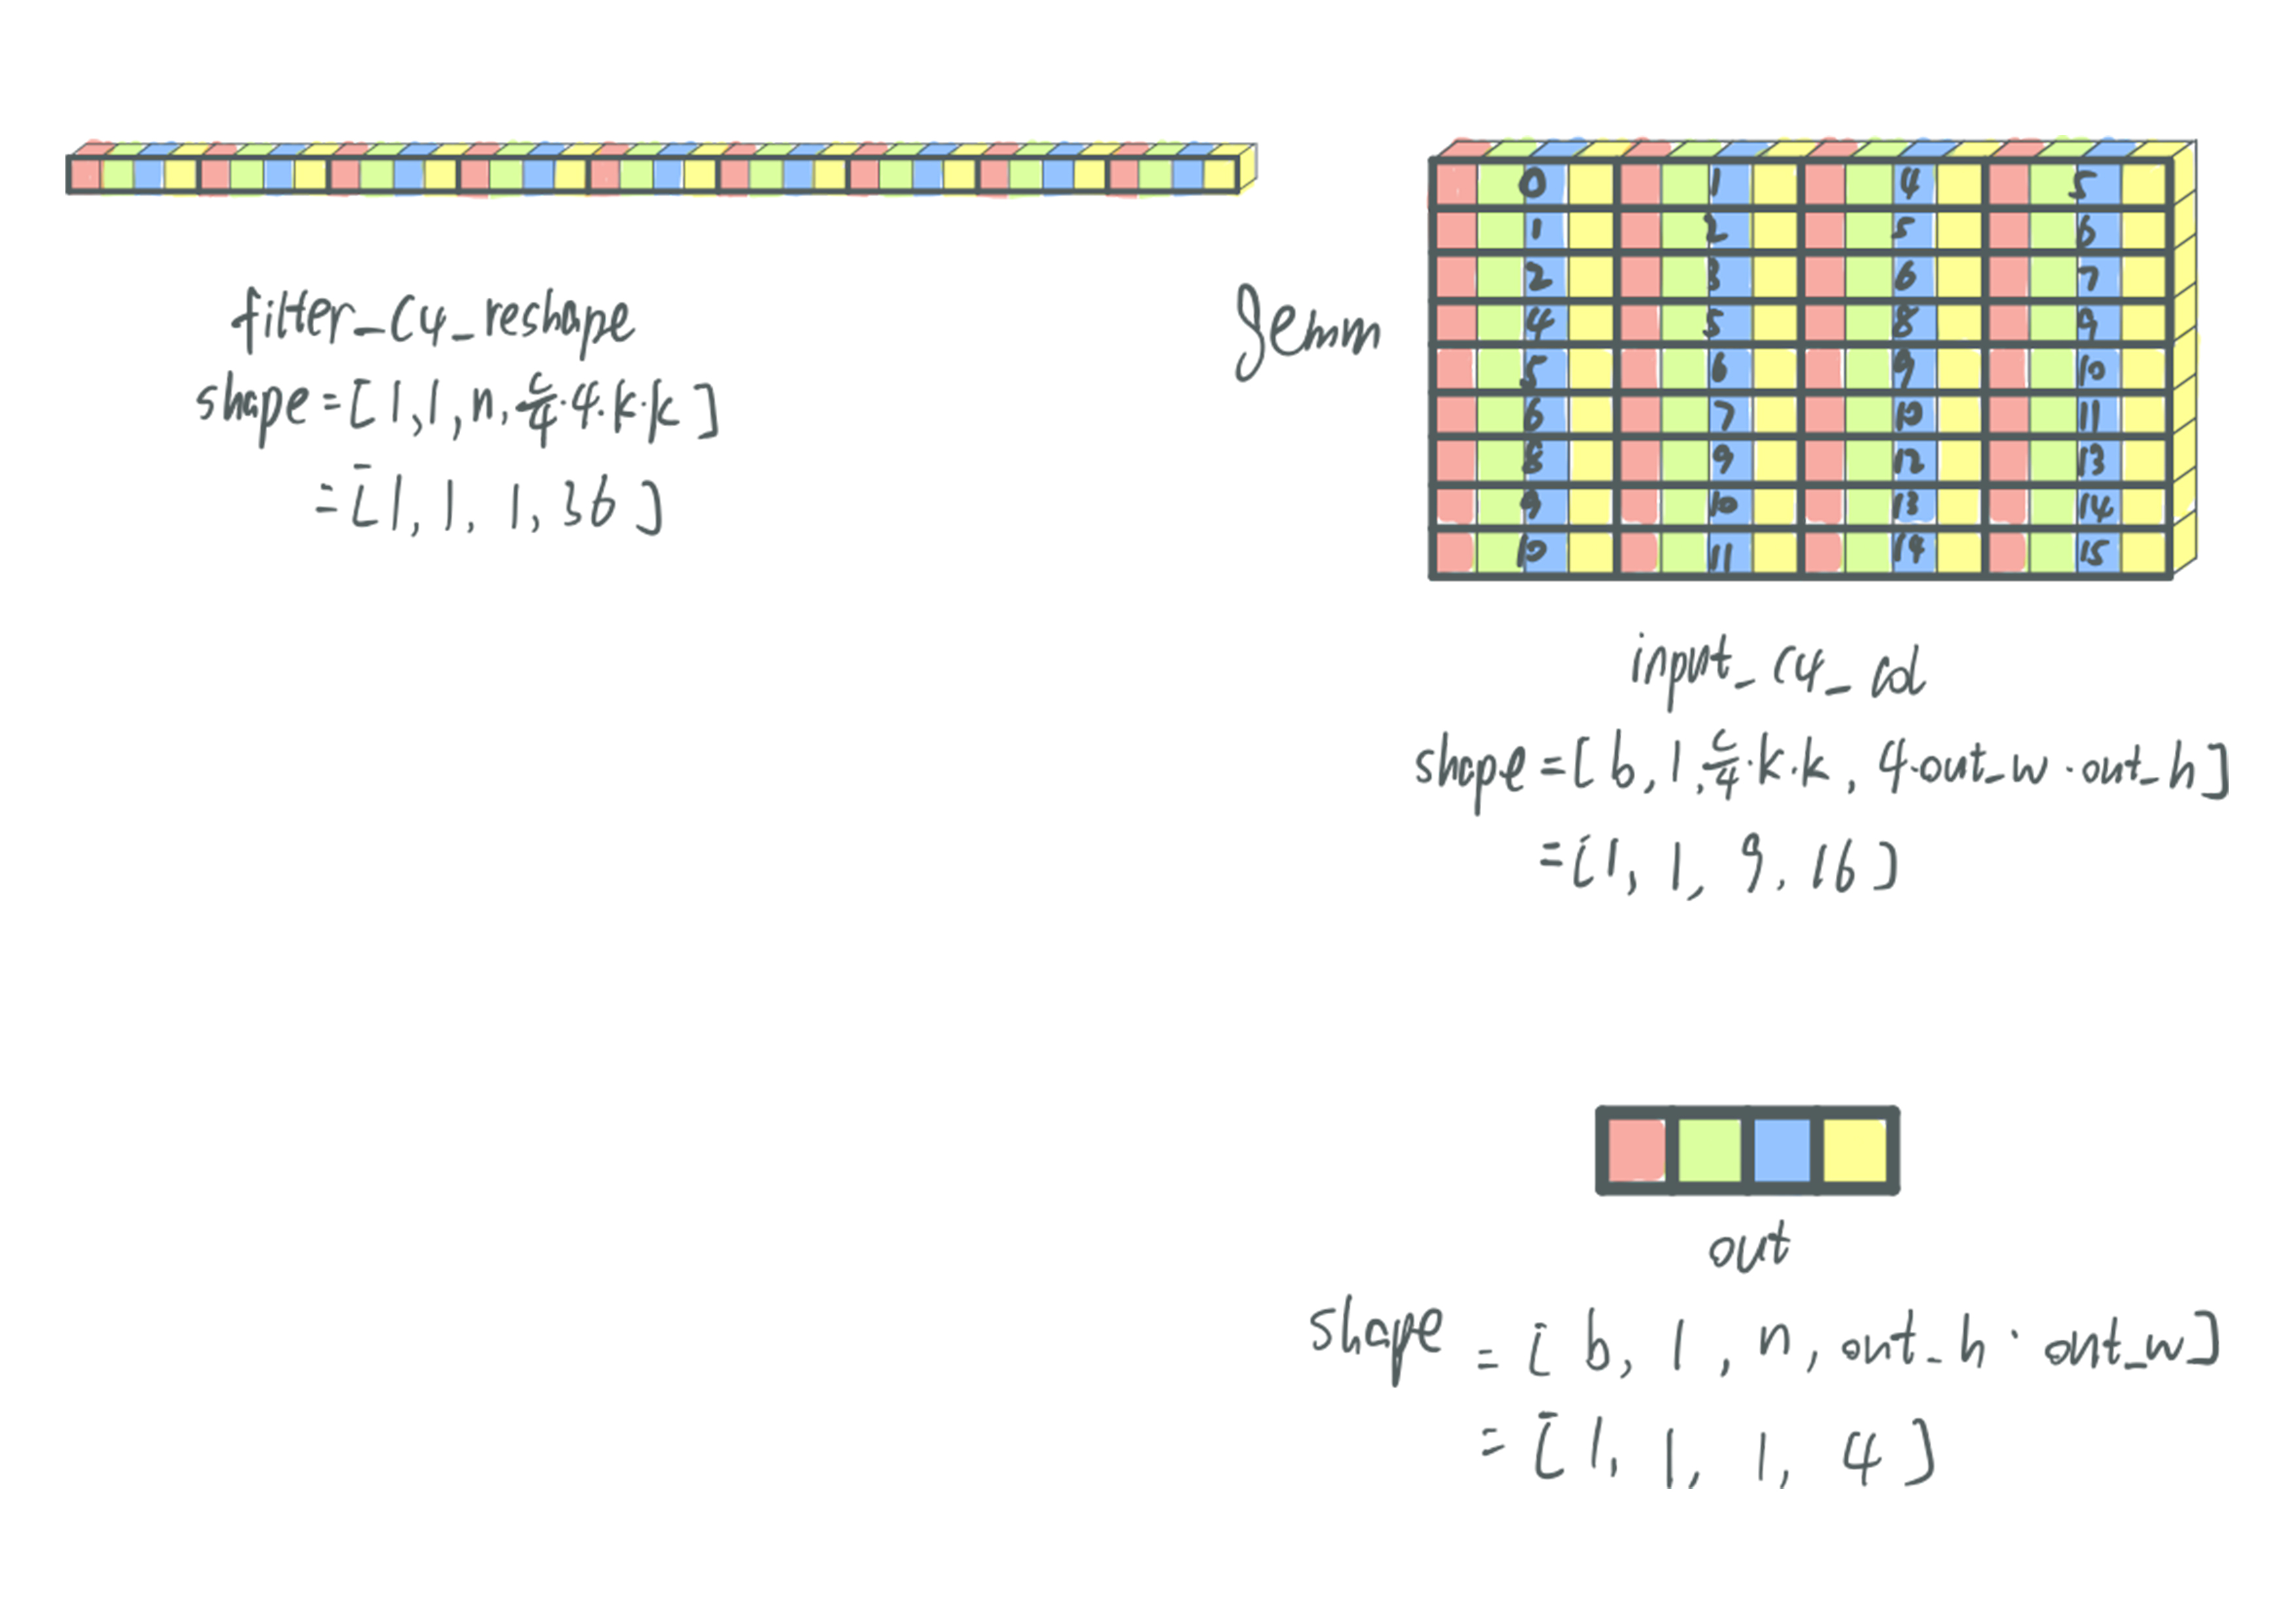 filter_C4_reshape
shape=[1,1,n,c/4·4·k·k]
=[1,1,1,36]
gemm
0 1 4 5
1 2 5 6
2 3 6 7
4 5 8 9
5 6 9 10
6 7 10 11
8 9 12 13
9 10 13 14
10 11 14 15
input_C4_col
shape=[b,1,c/4·k·k,4·out_w·out_h]
=[1,1,9,16]
out
shape=[b,1,n,out_h·out_w]
=[1,1,1,4]